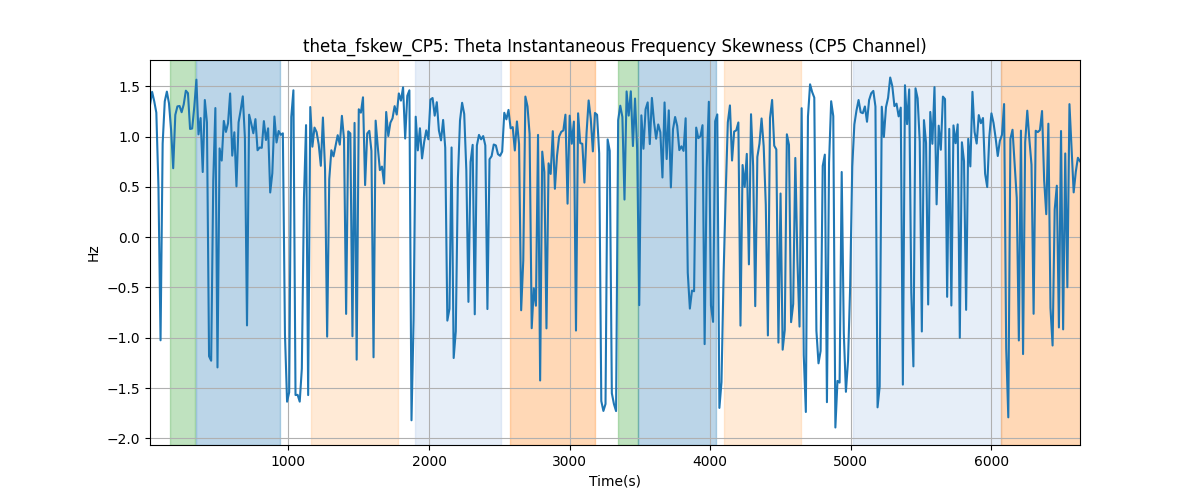 theta_fskew_CP5: Theta Instantaneous Frequency Skewness (CP5 Channel)
Hz
1.5
1.0
0.5
0.0
−0.5
−1.0
−1.5
−2.0
1000 2000 3000 4000 5000 6000
Time(s)